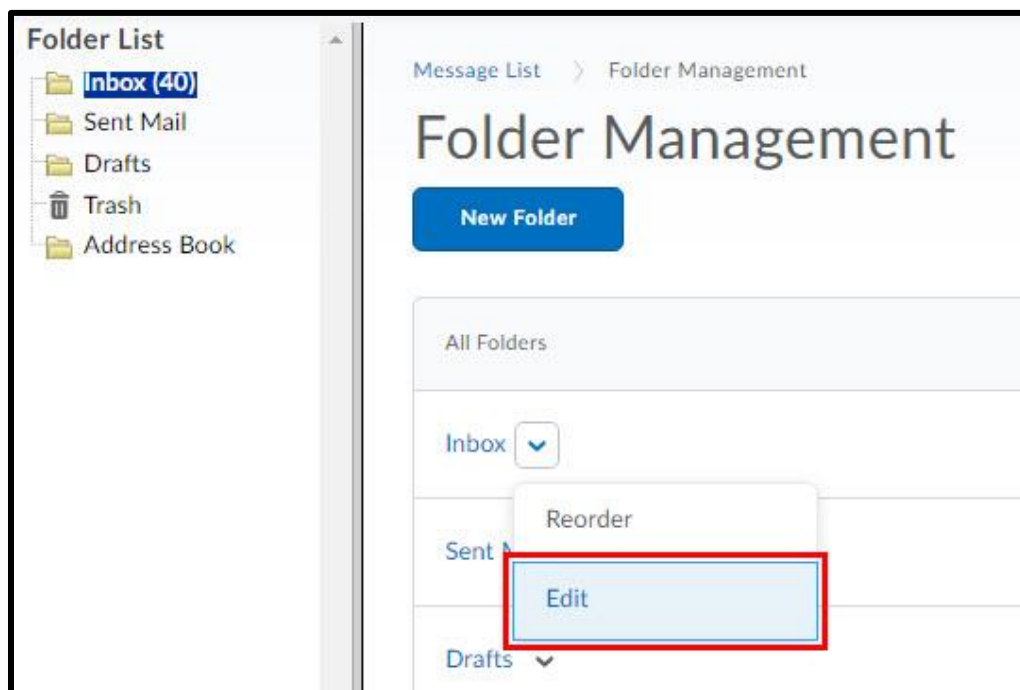 Folder List
Inbox (40)
Sent Mail
Drafts
Trash
Address Book
Message List > Folder Management
Folder Management
New Folder
All Folders
Inbox
Reorder
Sent
Edit
Drafts